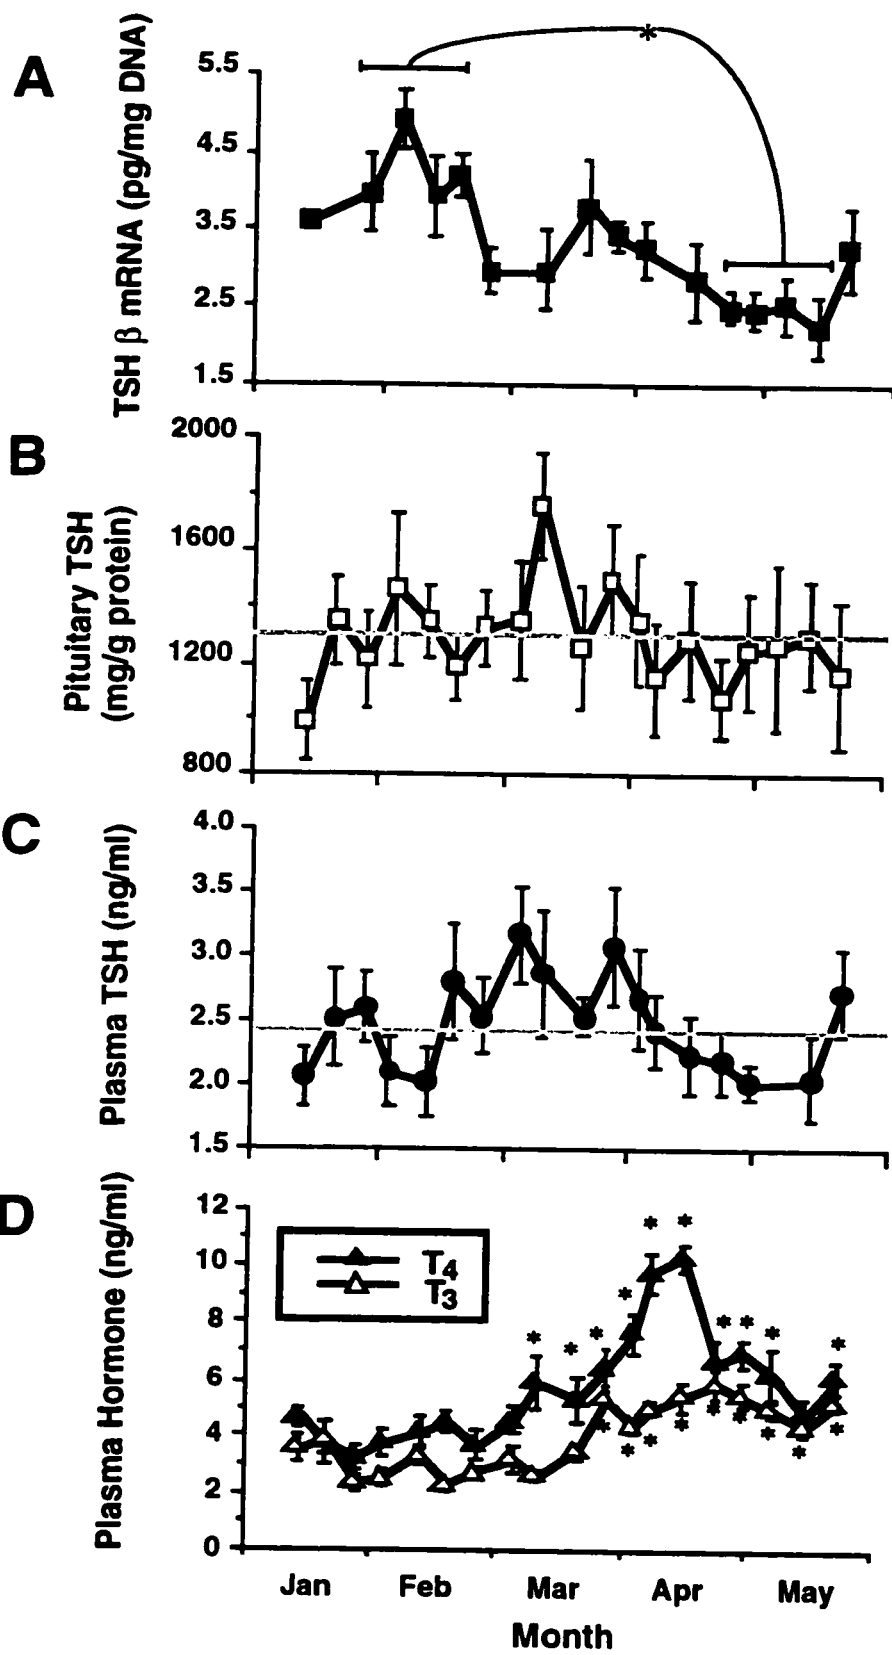 A
TSH β mRNA (pg/mg DNA)
5.5
4.5
3.5
2.5
1.5
*
B
Pituitary TSH
(mg/g protein)
2000
1600
1200
800
C
Plasma TSH (ng/ml)
4.0
3.5
3.0
2.5
2.0
1.5
D
Plasma Hormone (ng/ml)
12
10
8
6
4
2
0
T4
T3
* *
*
* * *
* * * *
* * * * * * * *
Jan Feb Mar Apr May
Month